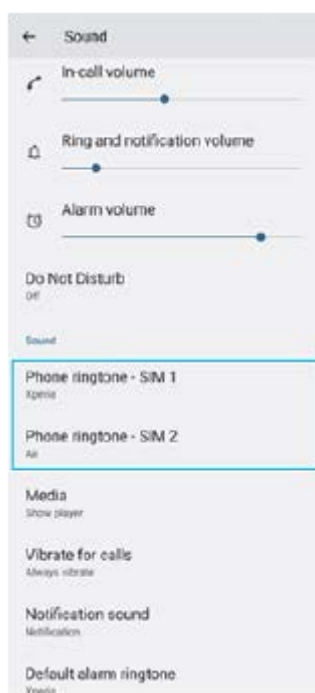 Sound
In-call volume
Ring and notification volume
Alarm volume
Do Not Disturb
Off
Sound
Phone ringtone - SIM 1
Xperia
Phone ringtone - SIM 2
Air
Media
Show player
Vibrate for calls
Always vibrate
Notification sound
Notification
Default alarm ringtone
Xperia